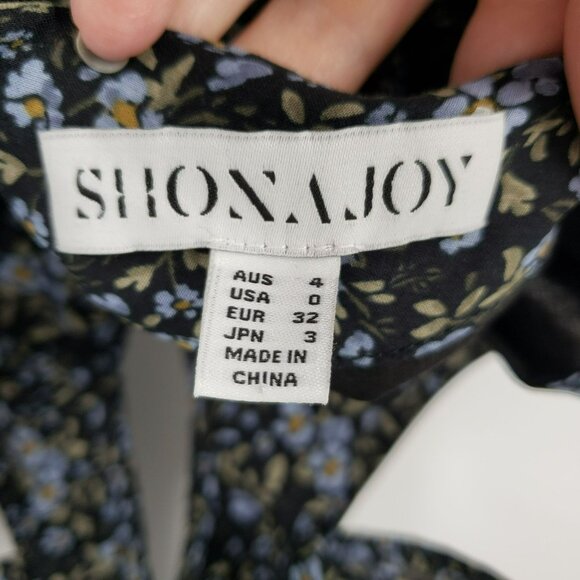 SHONA JOY
AUS 4
USA 0
EUR 32
JPN 3
MADE IN
CHINA